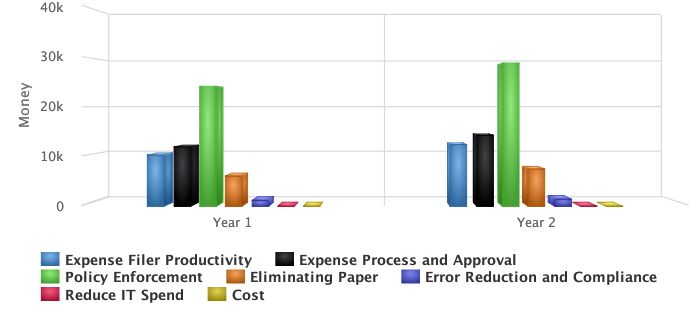 40k
30k
20k
10k
0
Money
Year 1
Year 2
Expense Filer Productivity
Expense Process and Approval
Policy Enforcement
Eliminating Paper
Error Reduction and Compliance
Reduce IT Spend
Cost